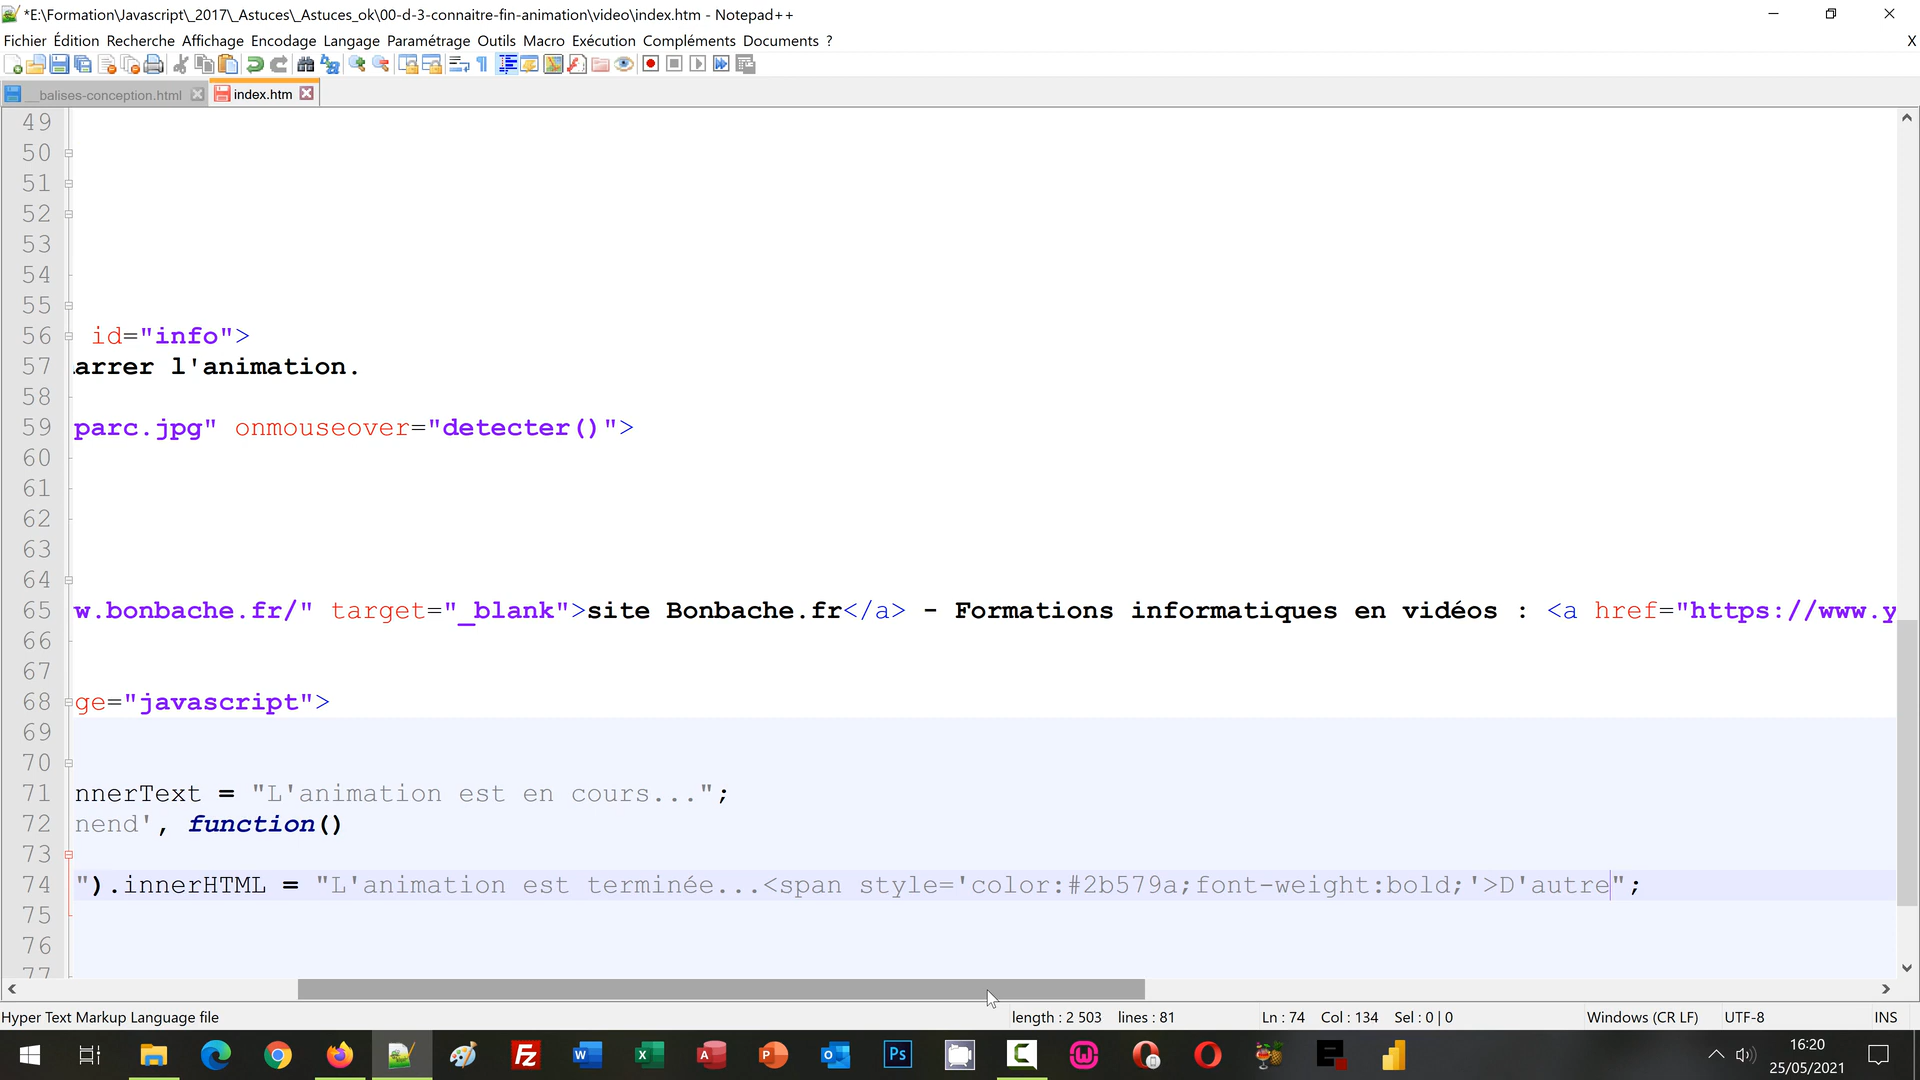 *E:\Formation\Javascript\_2017\_Astuces\_Astuces_ok\00-d-3-connaitre-fin-animation\video\index.htm - Notepad++
Fichier Édition Recherche Affichage Encodage Langage Paramétrage Outils Macro Exécution Compléments Documents ? X
__balises-conception.html index.htm
49
50
51
52
53
54
55
56 id="info">
57 arrer l'animation.
58
59 parc.jpg" onmouseover="detecter()">
60
61
62
63
64
65 w.bonbache.fr/" target="_blank">site Bonbache.fr</a> - Formations informatiques en vidéos : <a href="https://www.y
66
67
68 ge="javascript">
69
70
71 nnerText = "L'animation est en cours...";
72 nend', function()
73
74 ").innerHTML = "L'animation est terminée...<span style='color:#2b579a;font-weight:bold;'>D'autre";
75
76
77
Hyper Text Markup Language file length : 2 503 lines : 81 Ln : 74 Col : 134 Sel : 0 | 0 Windows (CR LF) UTF-8 INS
16:20
25/05/2021